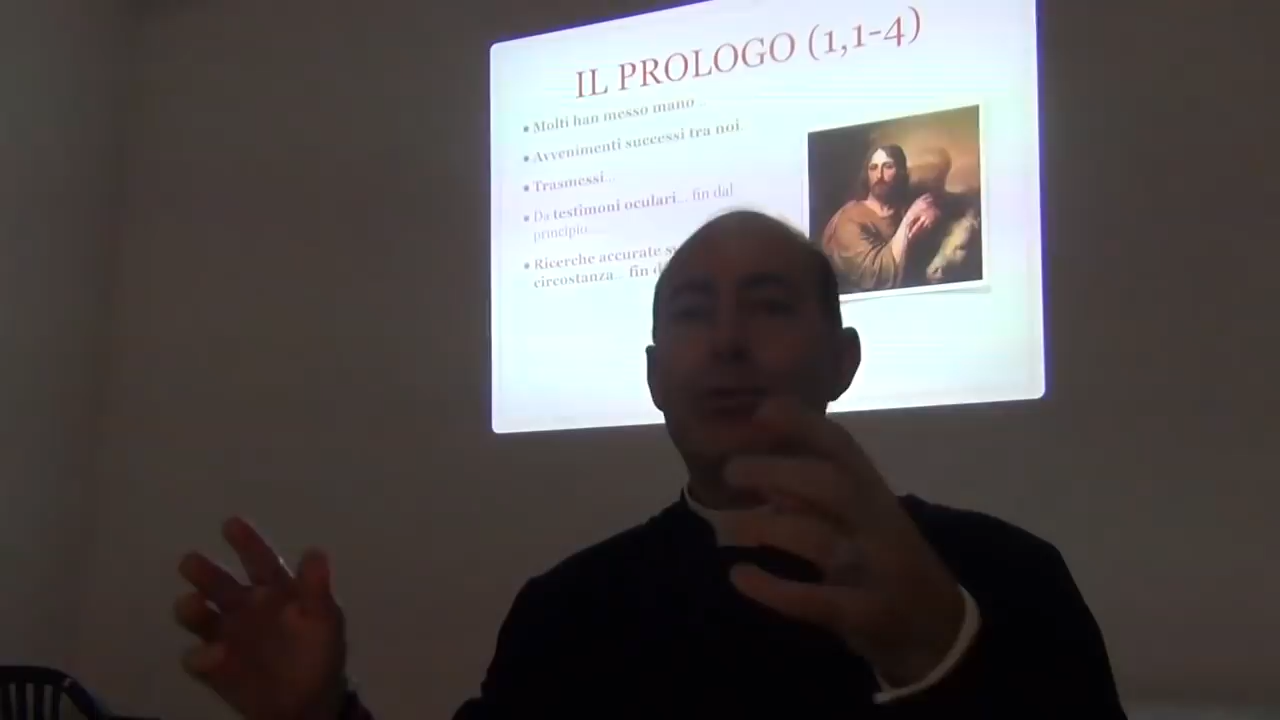 IL PROLOGO (1,1-4)
• Molti han messo mano...
• Avvenimenti successi tra noi.
• Trasmessi...
• Da testimoni oculari... fin dal
principio....
• Ricerche accurate
circostanza... fin